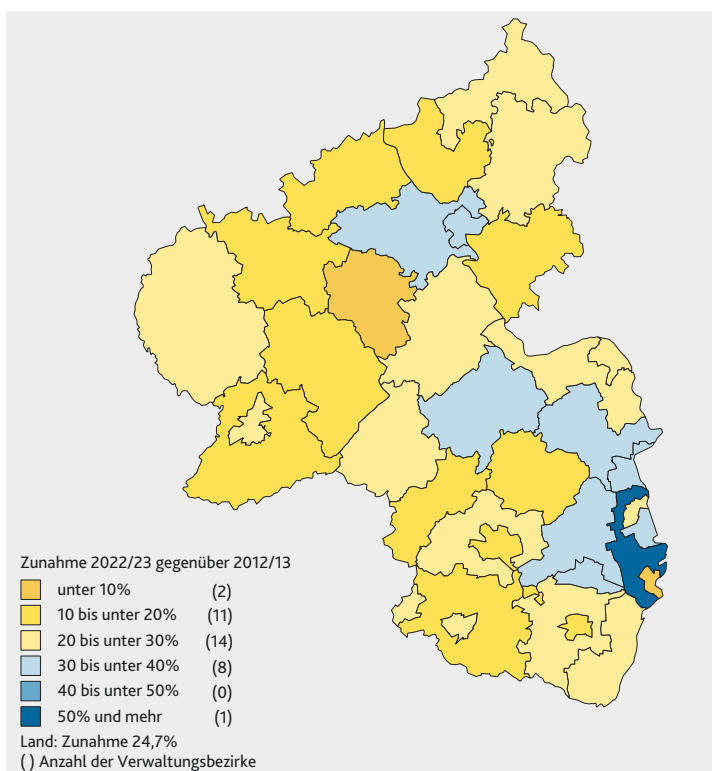 Zunahme 2022/23 gegenüber 2012/13
unter 10% (2)
10 bis unter 20% (11)
20 bis unter 30% (14)
30 bis unter 40% (8)
40 bis unter 50% (0)
50% und mehr (1)
Land: Zunahme 24,7%
( ) Anzahl der Verwaltungsbezirke